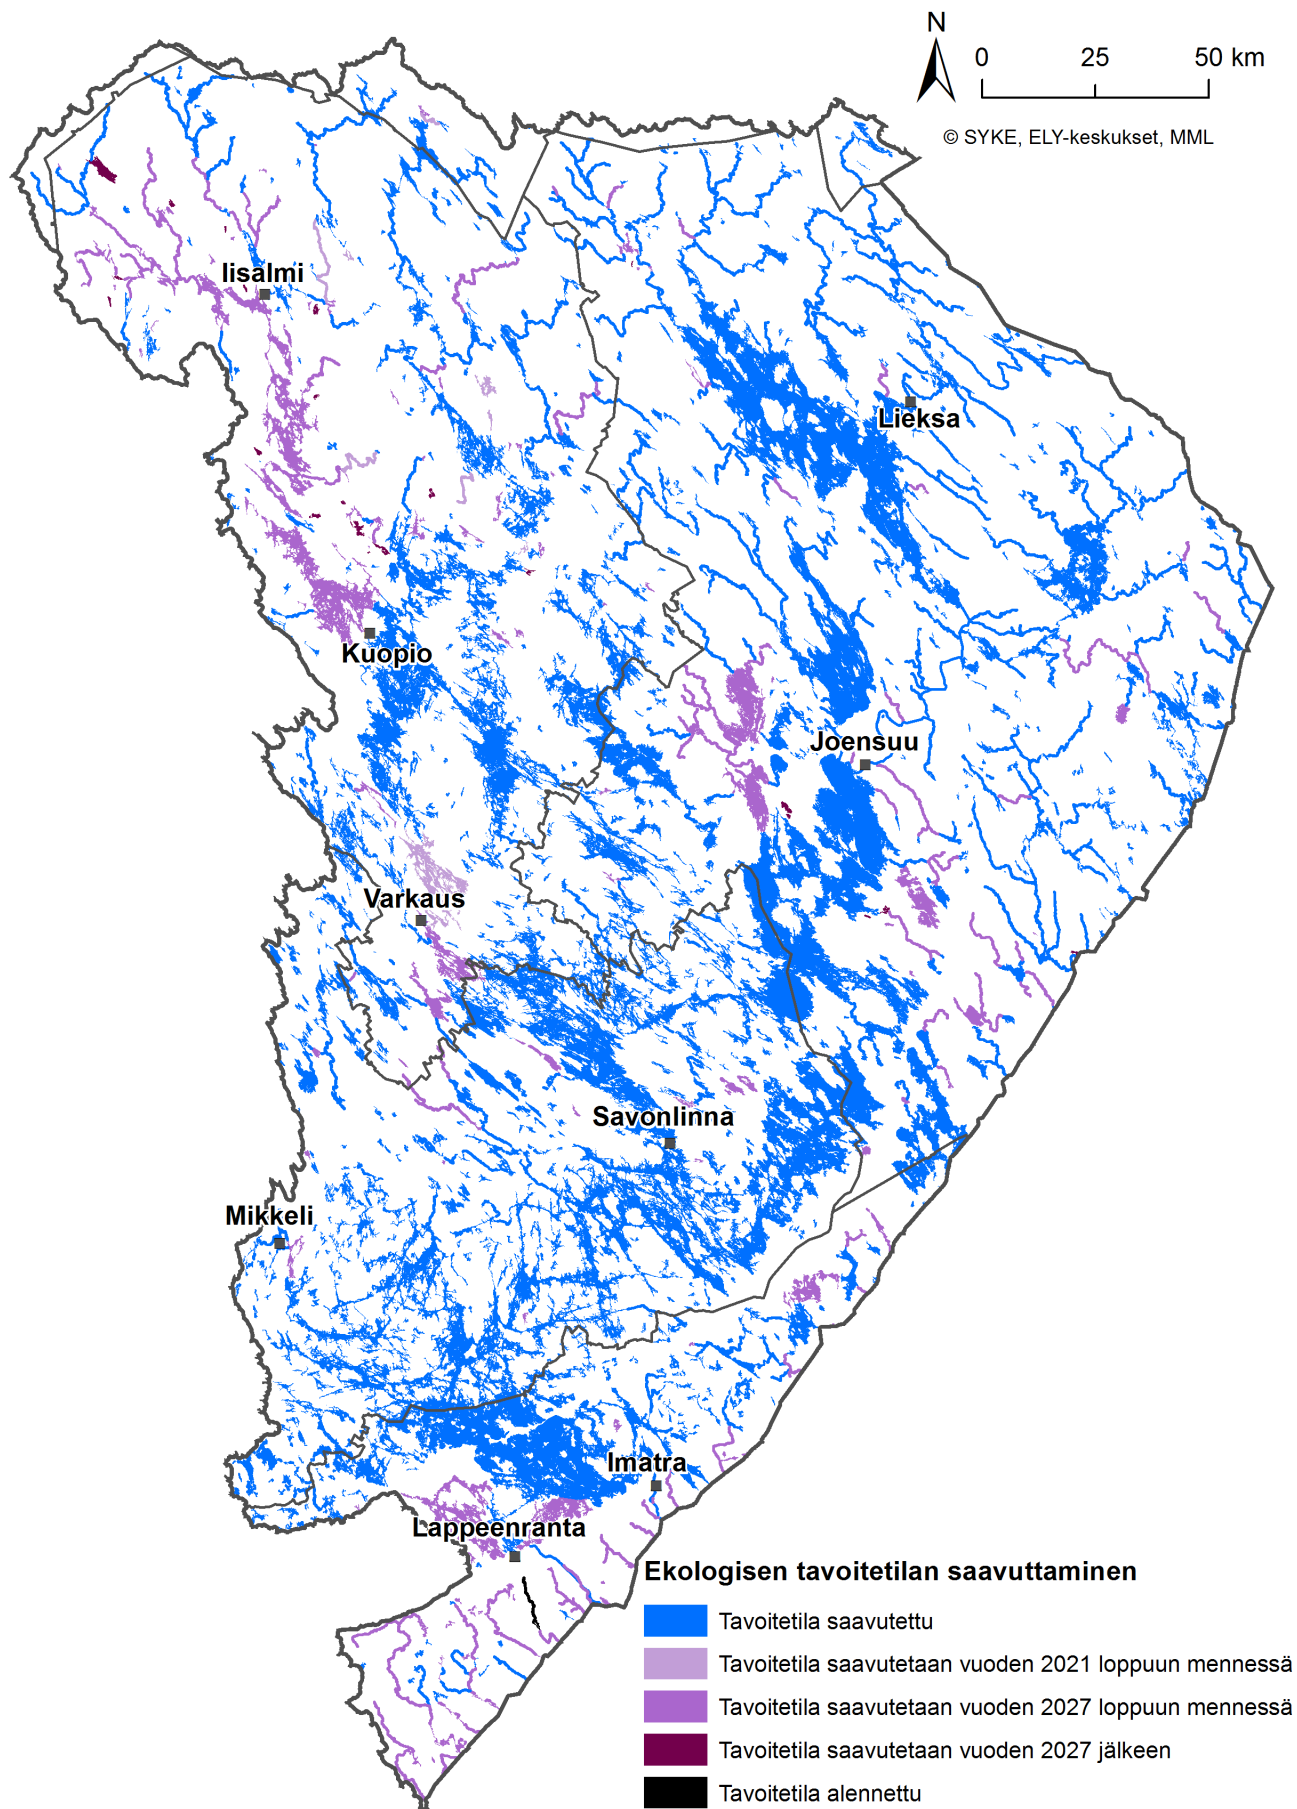 N
0 25 50 km
© SYKE, ELY-keskukset, MML
Iisalmi
Lieksa
Kuopio
Joensuu
Varkaus
Savonlinna
Mikkeli
Imatra
Lappeenranta
Ekologisen tavoitetilan saavuttaminen
Tavoitetila saavutettu
Tavoitetila saavutetaan vuoden 2021 loppuun mennessä
Tavoitetila saavutetaan vuoden 2027 loppuun mennessä
Tavoitetila saavutetaan vuoden 2027 jälkeen
Tavoitetila alennettu